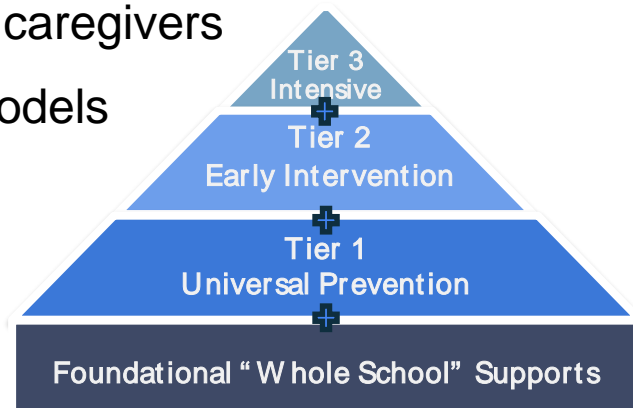 caregivers
odels
Tier 3
Intensive
Tier 2
Early Intervention
Tier 1
Universal Prevention
Foundational “Whole School” Supports